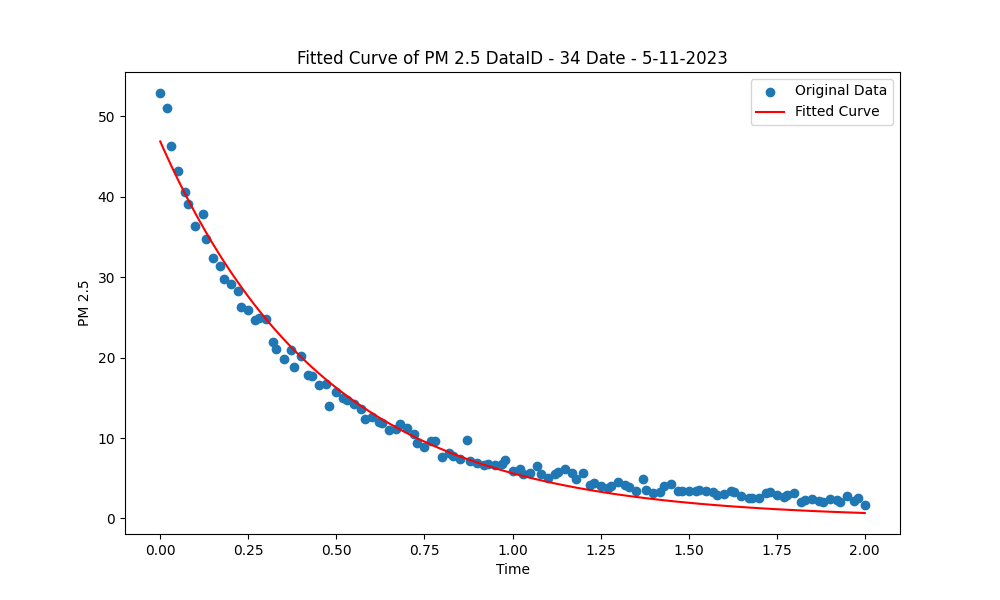 Fitted Curve of PM 2.5 DataID - 34 Date - 5-11-2023
Original Data
Fitted Curve
50
40
30
20
10
0
PM 2.5
0.00 0.25 0.50 0.75 1.00 1.25 1.50 1.75 2.00
Time